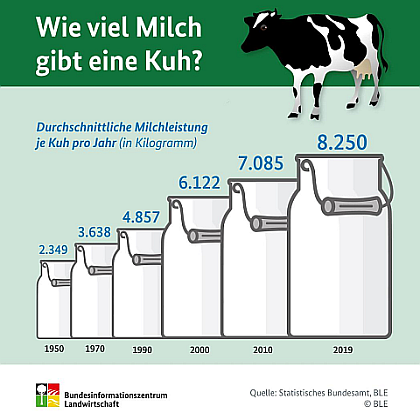 Wie viel Milch
gibt eine Kuh?
Durchschnittliche Milchleistung
je Kuh pro Jahr (in Kilogramm)
2.349
3.638
4.857
6.122
7.085
8.250
1950
1970
1990
2000
2010
2019
Bundesinformationszentrum
Landwirtschaft
Quelle: Statistisches Bundesamt, BLE
© BLE